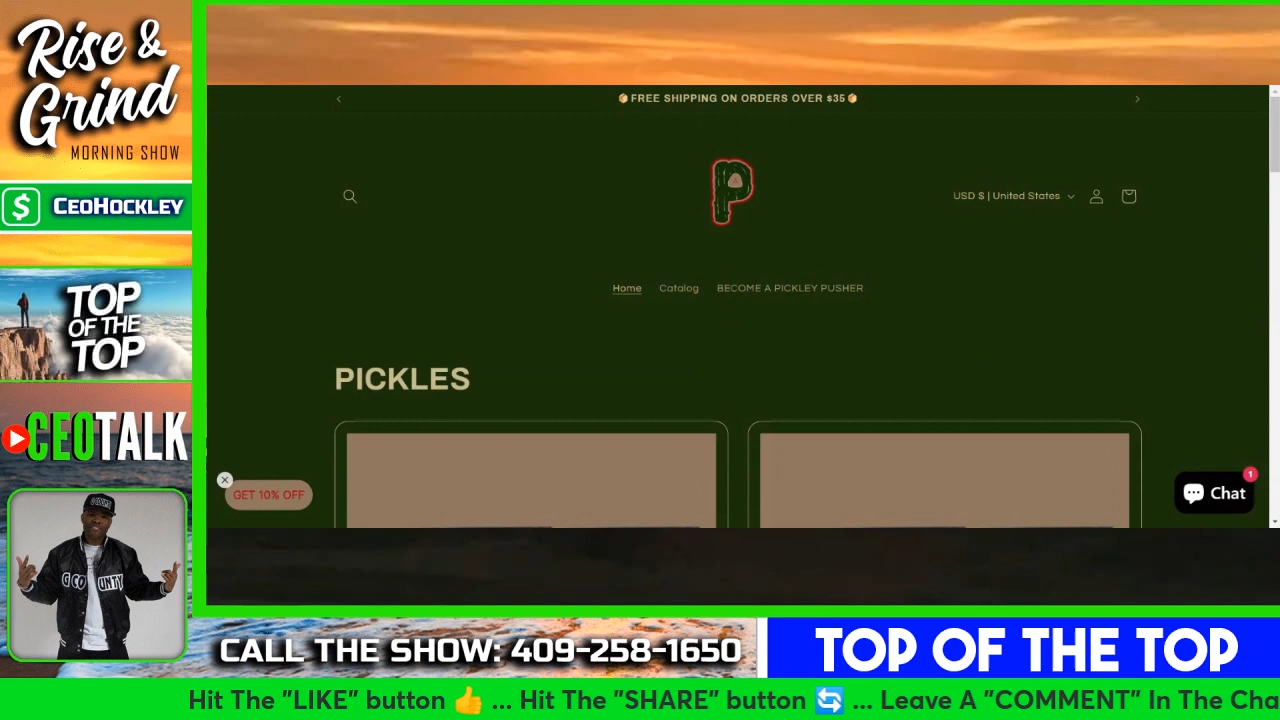 Rise &
Grind
MORNING SHOW
$ CEOHOCKLEY
TOP
OF THE
TOP
CEOTALK
G COUNTY
📦FREE SHIPPING ON ORDERS OVER $35📦
P
USD $ | United States
Home Catalog BECOME A PICKLEY PUSHER
PICKLES
GET 10% OFF
1
Chat
CALL THE SHOW: 409-258-1650
TOP OF THE TOP
Hit The "LIKE" button 👍 ... Hit The "SHARE" button 🔄 ... Leave A "COMMENT" In The Cha